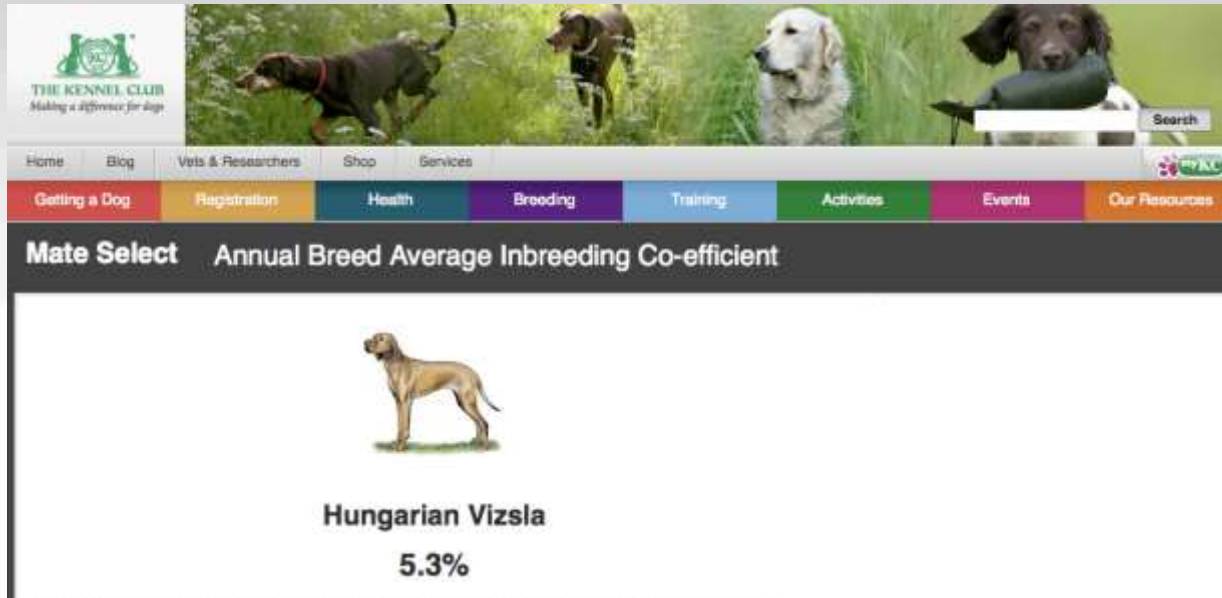 THE KENNEL CLUB
Making a difference for dogs
Search
Home Blog Vets & Researchers Shop Services
myKC
Getting a Dog Registration Health Breeding Training Activities Events Our Resources
Mate Select Annual Breed Average Inbreeding Co-efficient
Hungarian Vizsla
5.3%